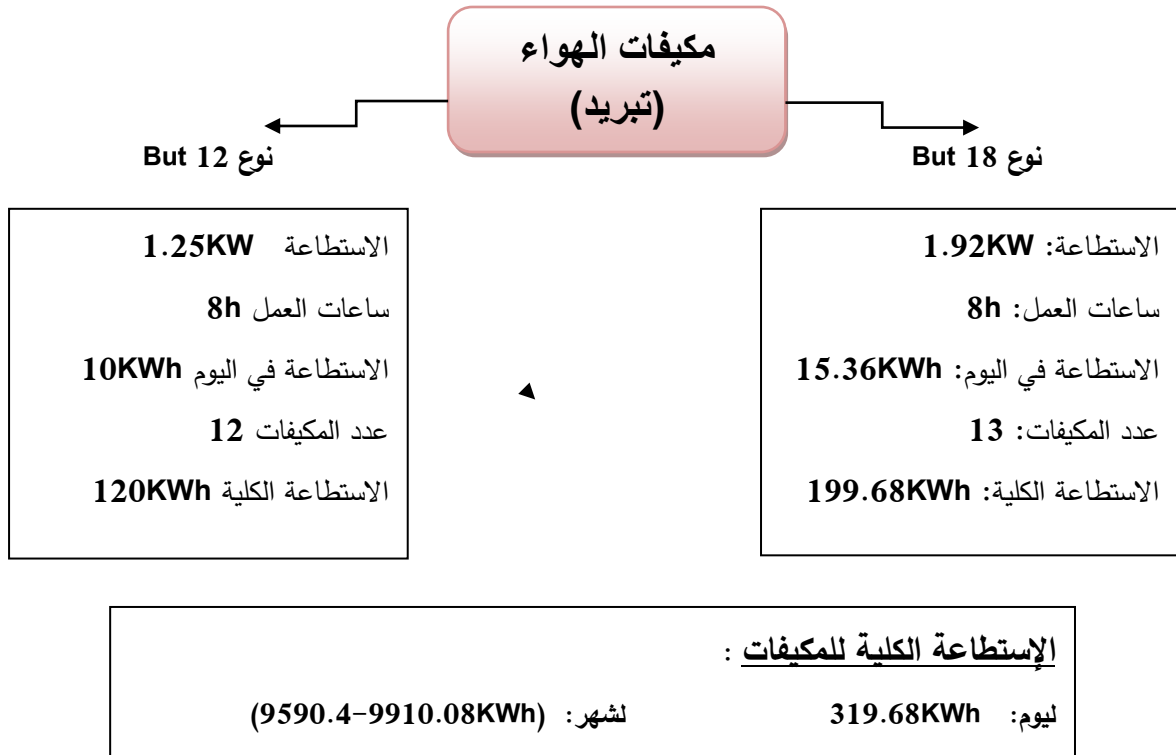 مكيفات الهواء
(تبريد)
نوع 18 But
نوع 12 But
الاستطاعة: 1.92KW
ساعات العمل: 8h
الاستطاعة في اليوم: 15.36KWh
عدد المكيفات: 13
الاستطاعة الكلية: 199.68KWh
الاستطاعة 1.25KW
ساعات العمل 8h
الاستطاعة في اليوم 10KWh
عدد المكيفات 12
الاستطاعة الكلية 120KWh
الإستطاعة الكلية للمكيفات :
ليوم: 319.68KWh لشهر: (9590.4-9910.08KWh)